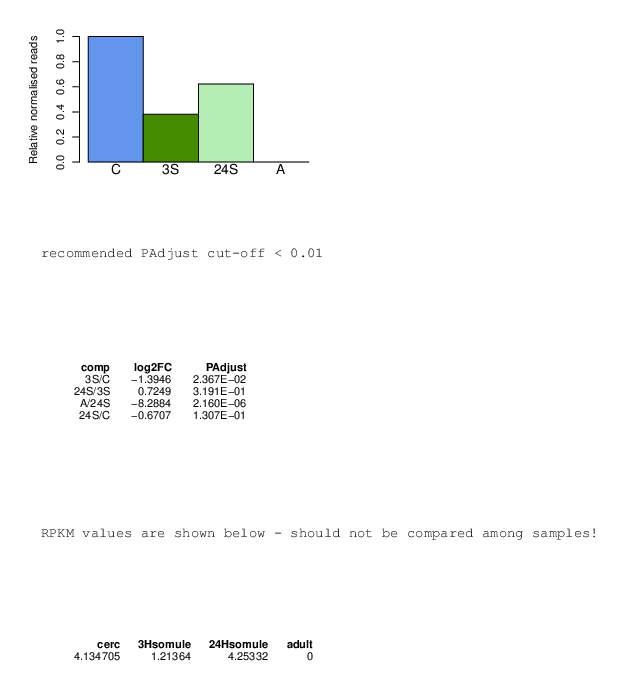 Relative normalised reads
1.0
0.8
0.6
0.4
0.2
0.0
C 3S 24S A
recommended PAdjust cut-off < 0.01
comp log2FC PAdjust
3S/C −1.3946 2.367E−02
24S/3S 0.7249 3.191E−01
A/24S −8.2884 2.160E−06
24S/C −0.6707 1.307E−01
RPKM values are shown below - should not be compared among samples!
cerc 3Hsomule 24Hsomule adult
4.134705 1.21364 4.25332 0